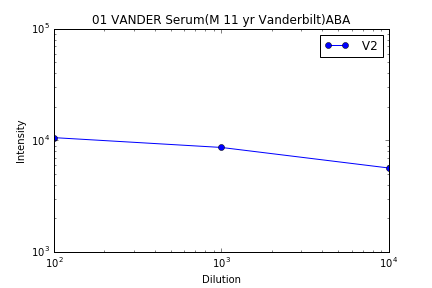 01 VANDER Serum(M 11 yr Vanderbilt)ABA
V2
Intensity
10^5
10^4
10^3
10^2 10^3 10^4
Dilution